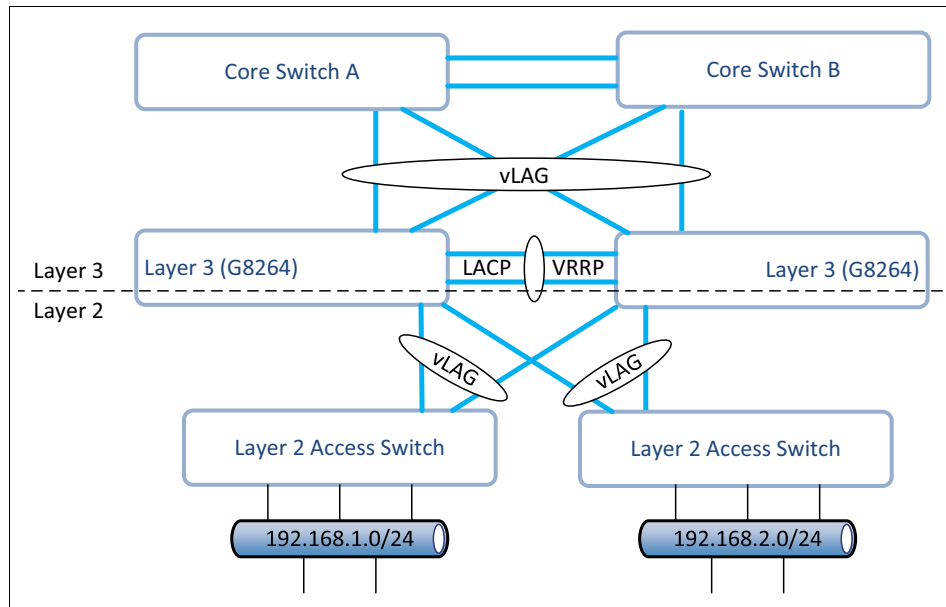 Core Switch A
Core Switch B
vLAG
Layer 3 (G8264)
LACP
VRRP
Layer 3 (G8264)
Layer 3
Layer 2
vLAG
vLAG
Layer 2 Access Switch
Layer 2 Access Switch
192.168.1.0/24
192.168.2.0/24